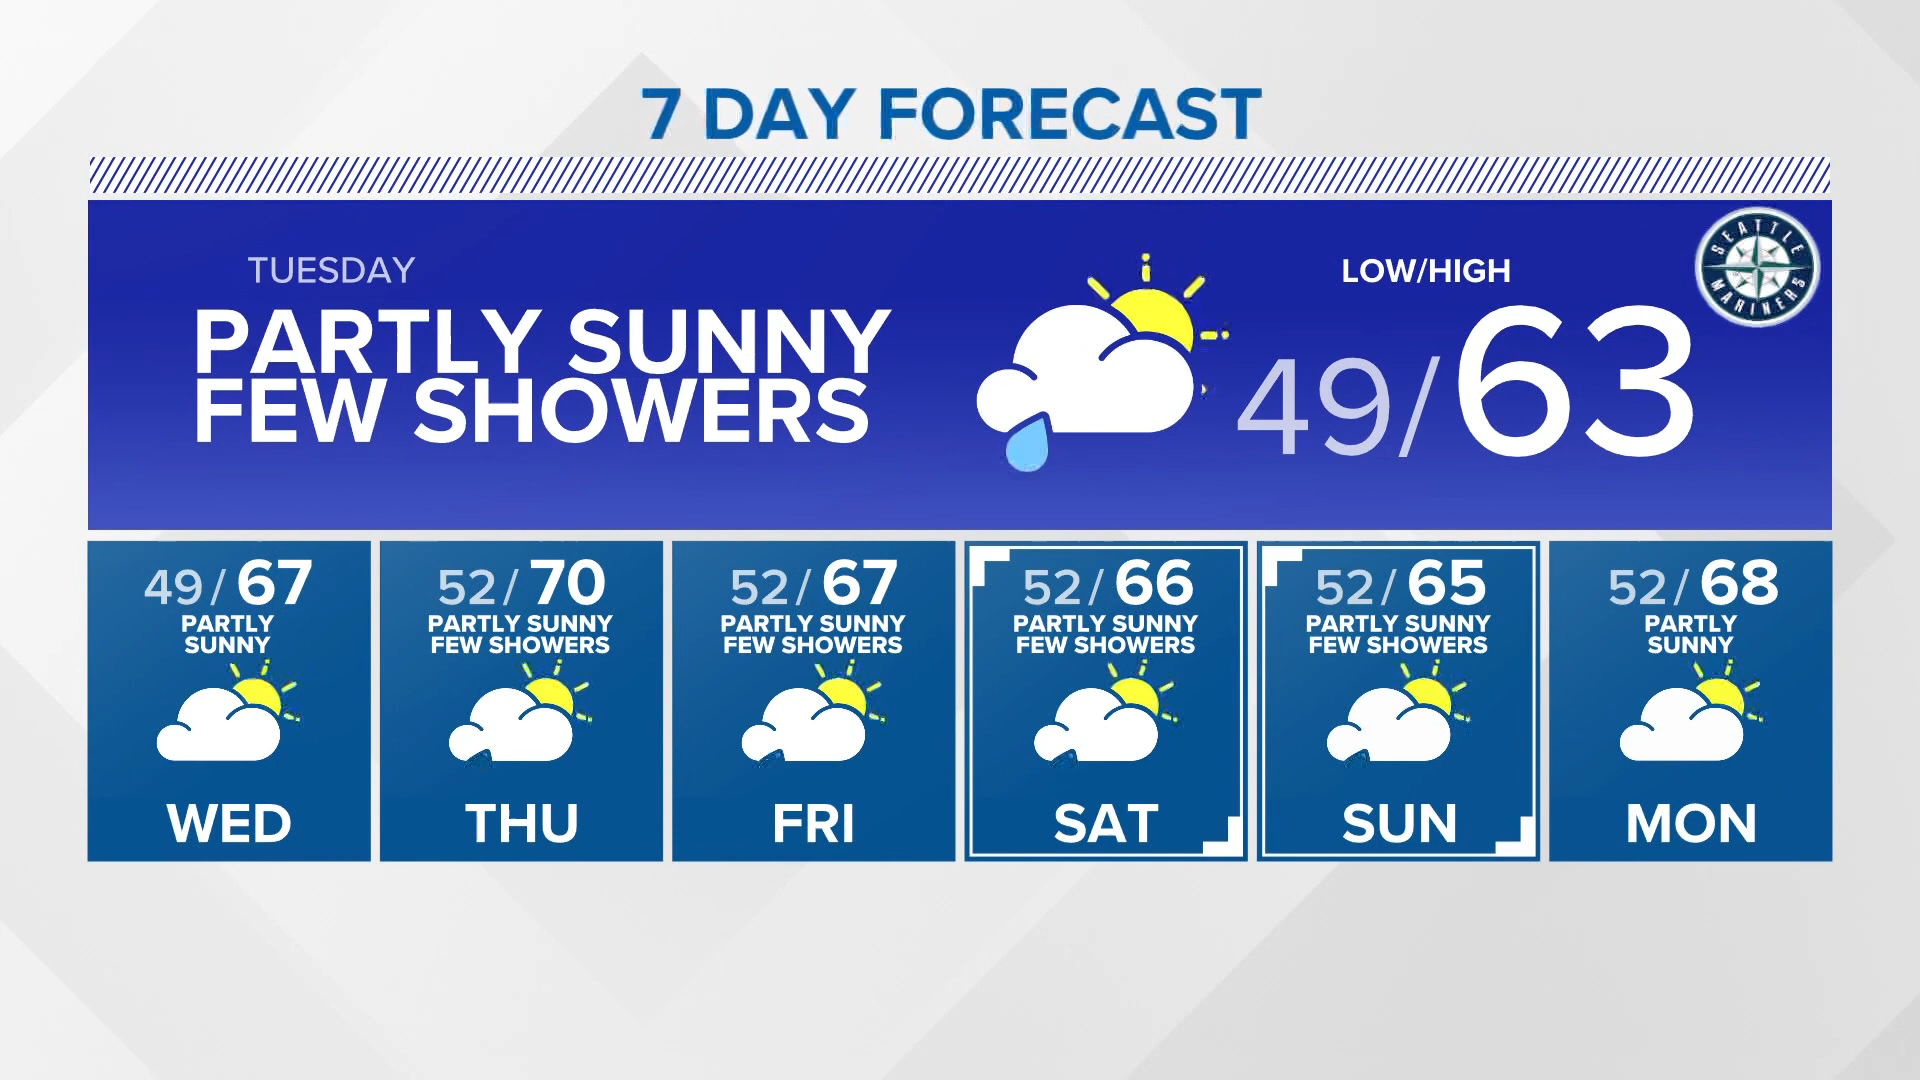 7 DAY FORECAST
TUESDAY
PARTLY SUNNY
FEW SHOWERS
LOW/HIGH
49/63
SEATTLE
MARINERS
49/67
PARTLY
SUNNY
WED
52/70
PARTLY SUNNY
FEW SHOWERS
THU
52/67
PARTLY SUNNY
FEW SHOWERS
FRI
52/66
PARTLY SUNNY
FEW SHOWERS
SAT
52/65
PARTLY SUNNY
FEW SHOWERS
SUN
52/68
PARTLY
SUNNY
MON